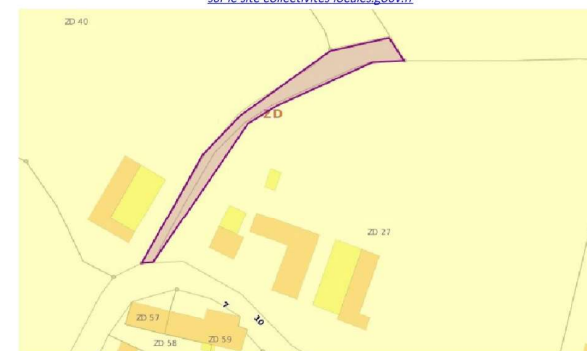 sur le site collectivites-locales.gouv.fr
ZD 40
ZD
ZD 27
7
10
ZD 57
ZD 58
ZD 59